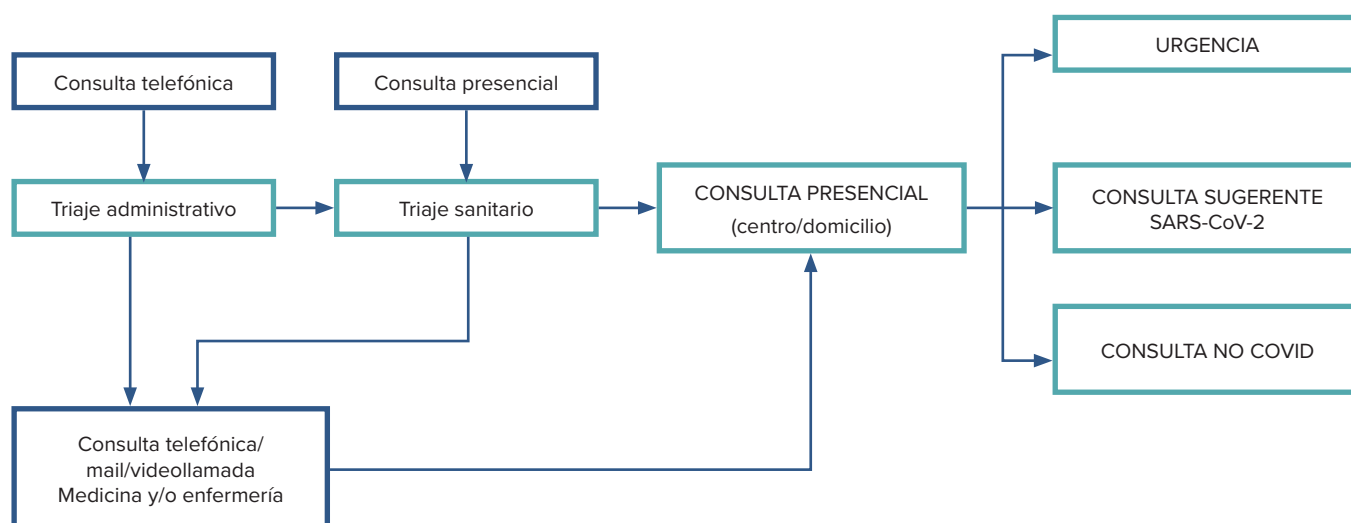 Consulta telefónica
Consulta presencial
Triaje administrativo
Triaje sanitario
CONSULTA PRESENCIAL
(centro/domicilio)
URGENCIA
CONSULTA SUGERENTE
SARS-CoV-2
CONSULTA NO COVID
Consulta telefónica/
mail/videollamada
Medicina y/o enfermería